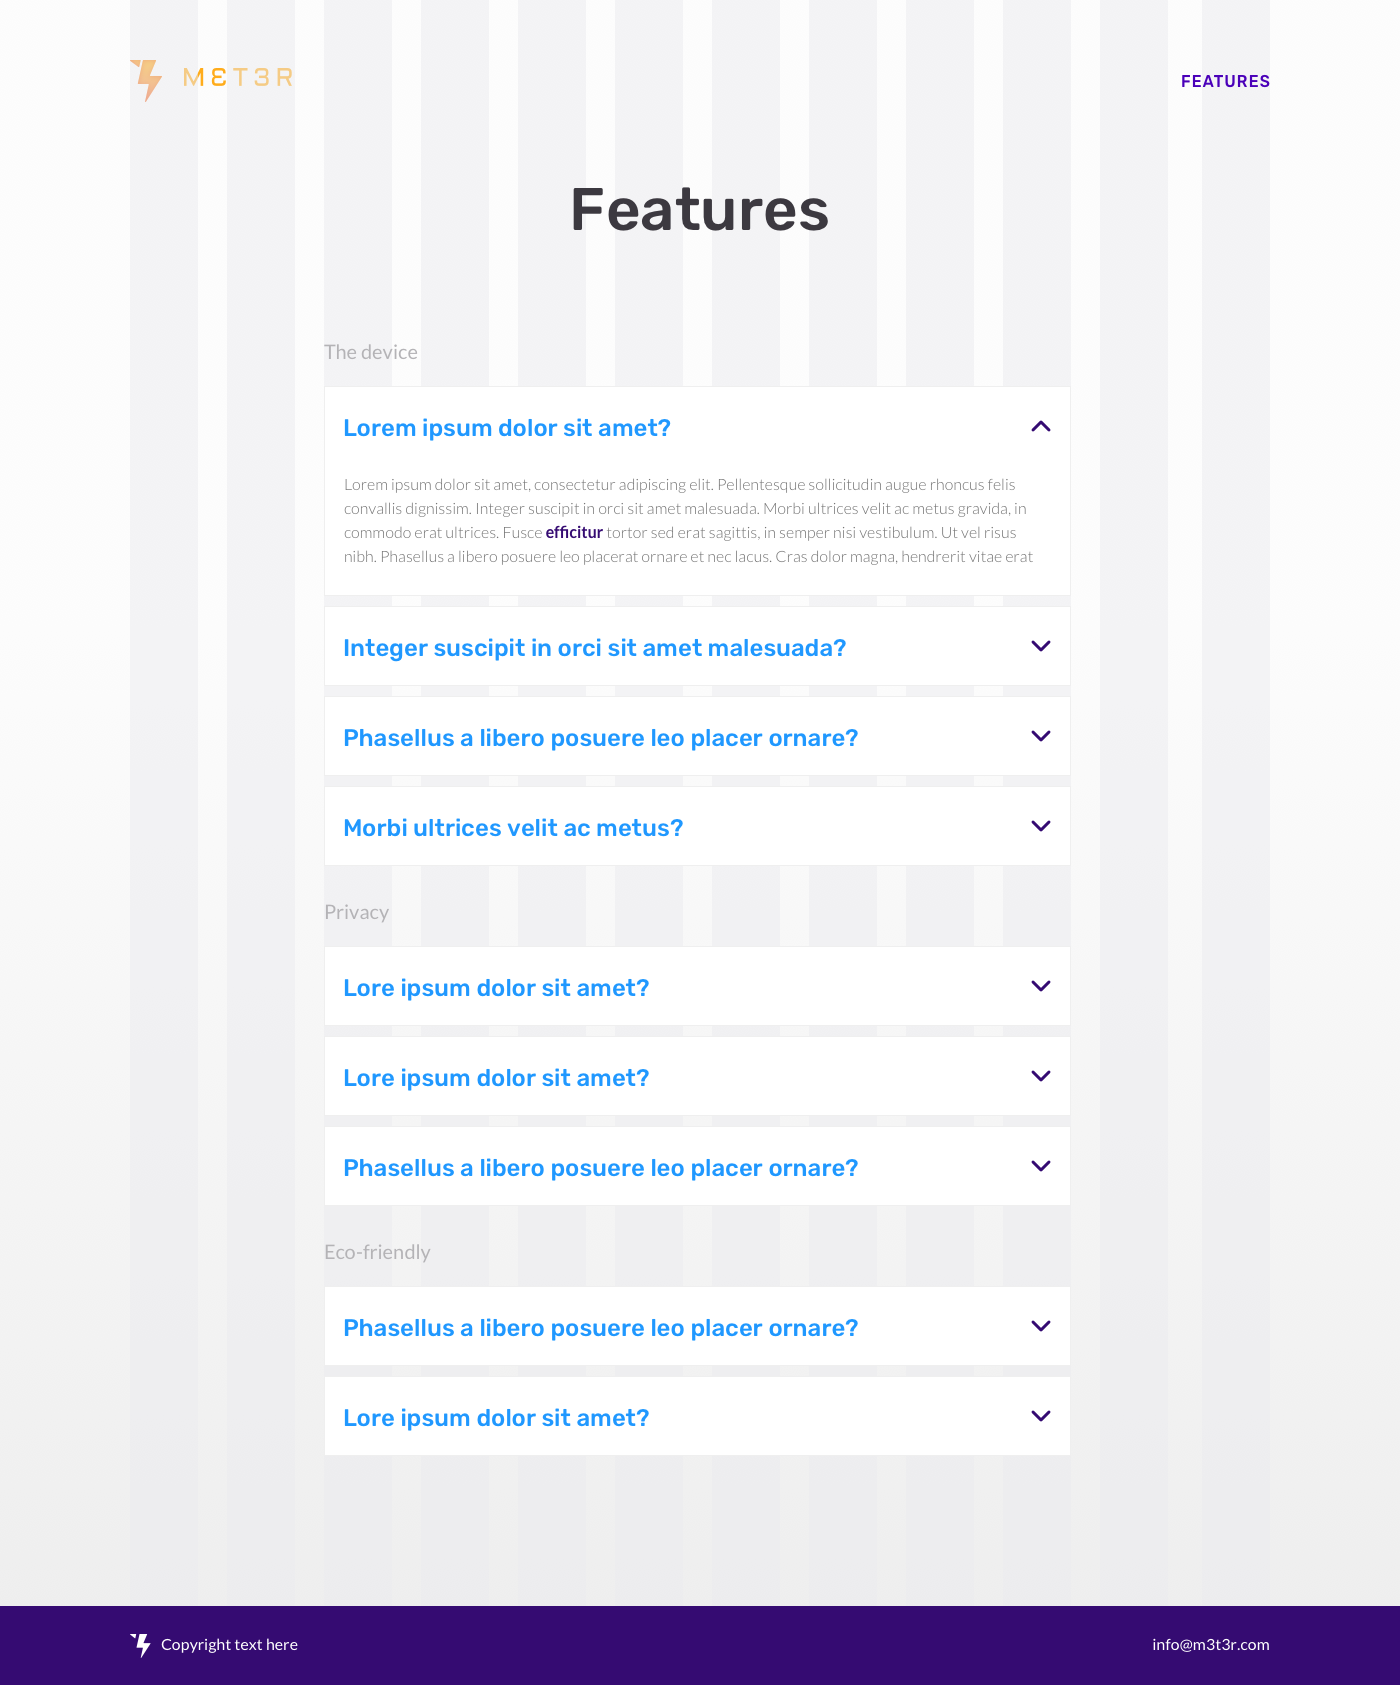 MƐT3R
FEATURES
Features
The device
Lorem ipsum dolor sit amet?
Lorem ipsum dolor sit amet, consectetur adipiscing elit. Pellentesque sollicitudin augue rhoncus felis
convallis dignissim. Integer suscipit in orci sit amet malesuada. Morbi ultrices velit ac metus gravida, in
commodo erat ultrices. Fusce efficitur tortor sed erat sagittis, in semper nisi vestibulum. Ut vel risus
nibh. Phasellus a libero posuere leo placerat ornare et nec lacus. Cras dolor magna, hendrerit vitae erat
Integer suscipit in orci sit amet malesuada?
Phasellus a libero posuere leo placer ornare?
Morbi ultrices velit ac metus?
Privacy
Lore ipsum dolor sit amet?
Lore ipsum dolor sit amet?
Phasellus a libero posuere leo placer ornare?
Eco-friendly
Phasellus a libero posuere leo placer ornare?
Lore ipsum dolor sit amet?
Copyright text here
info@m3t3r.com